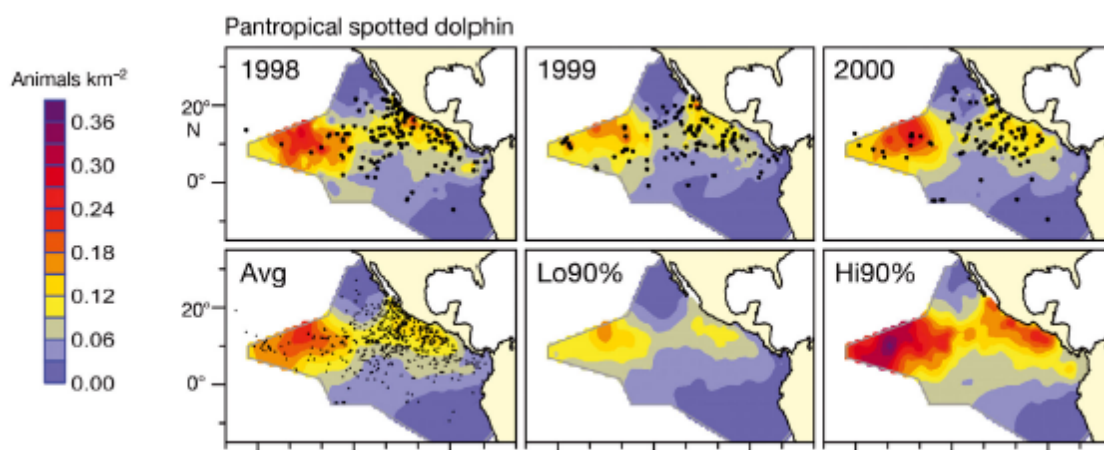 Pantropical spotted dolphin
Animals km⁻²
0.36
0.30
0.24
0.18
0.12
0.06
0.00
1998
1999
2000
20°
N
0°
Avg
Lo90%
Hi90%
20°
0°